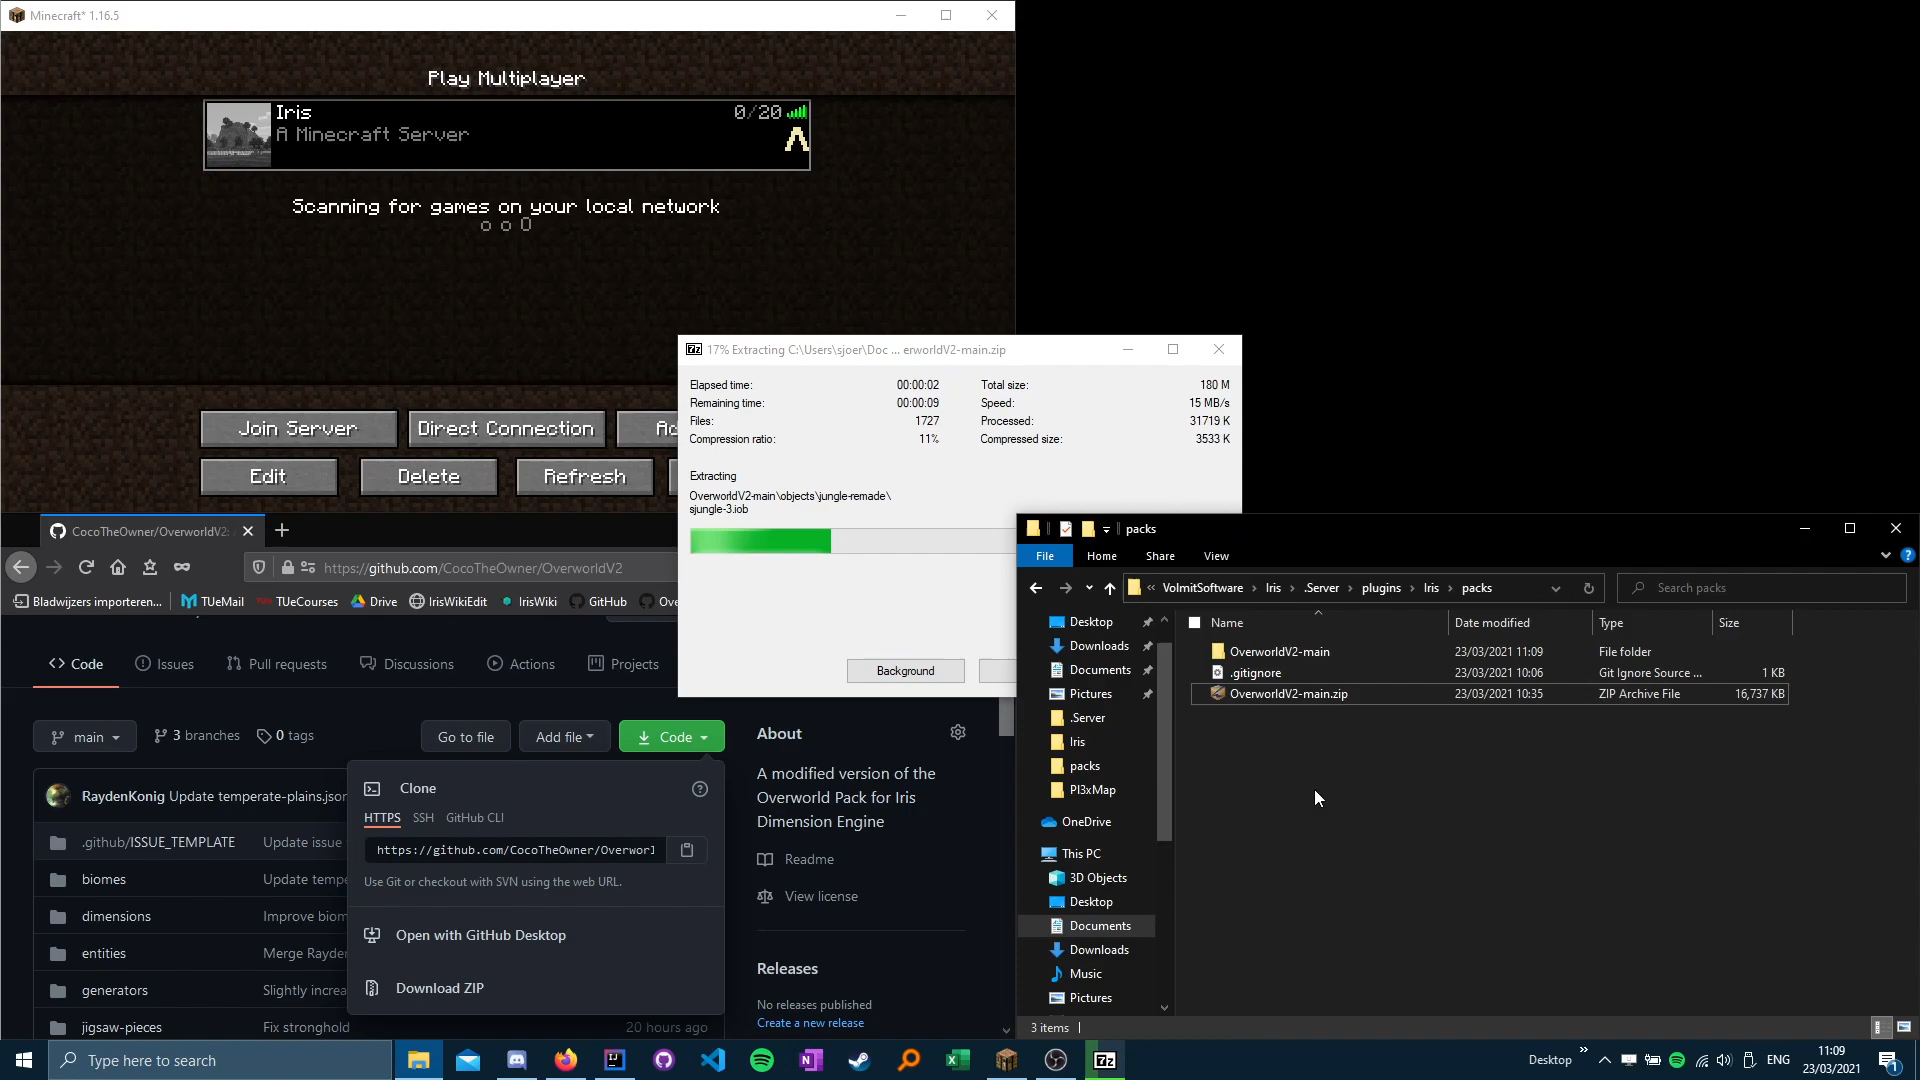 Minecraft* 1.16.5
Play Multiplayer
Iris
0/20
A Minecraft Server
Scanning for games on your local network
o o O
Join Server
Direct Connection
Ac
Edit
Delete
Refresh
17% Extracting C:\Users\sjoer\Doc ... erworldV2-main.zip
Elapsed time: 00:00:02 Total size: 180 M
Remaining time: 00:00:09 Speed: 15 MB/s
Files: 1727 Processed: 31719 K
Compression ratio: 11% Compressed size: 3533 K
Extracting
OverworldV2-main\objects\jungle-remade\
sjungle-3.iob
Background
CocoTheOwner/OverworldV2:
https://github.com/CocoTheOwner/OverworldV2
Bladwijzers importeren...
TUeMail
TUeCourses
Drive
IrisWikiEdit
IrisWiki
GitHub
Ove
Code
Issues
Pull requests
Discussions
Actions
Projects
main
3 branches
0 tags
Go to file
Add file
Code
RaydenKonig Update temperate-plains.json
.github/ISSUE_TEMPLATE Update issue
biomes Update tempe
dimensions Improve biom
entities Merge Rayde
generators Slightly increa
jigsaw-pieces Fix stronghold 20 hours ago
Clone
HTTPS SSH GitHub CLI
https://github.com/CocoTheOwner/Overworl
Use Git or checkout with SVN using the web URL.
Open with GitHub Desktop
Download ZIP
About
A modified version of the
Overworld Pack for Iris
Dimension Engine
Readme
View license
Releases
No releases published
Create a new release
packs
File Home Share View
« VolmitSoftware › Iris › .Server › plugins › Iris › packs
Search packs
Desktop
Downloads
Documents
Pictures
.Server
Iris
packs
Pl3xMap
OneDrive
This PC
3D Objects
Desktop
Documents
Downloads
Music
Pictures
Name Date modified Type Size
OverworldV2-main 23/03/2021 11:09 File folder
.gitignore 23/03/2021 10:06 Git Ignore Source ... 1 KB
OverworldV2-main.zip 23/03/2021 10:35 ZIP Archive File 16,737 KB
3 items
Type here to search
Desktop
ENG
11:09
23/03/2021
1